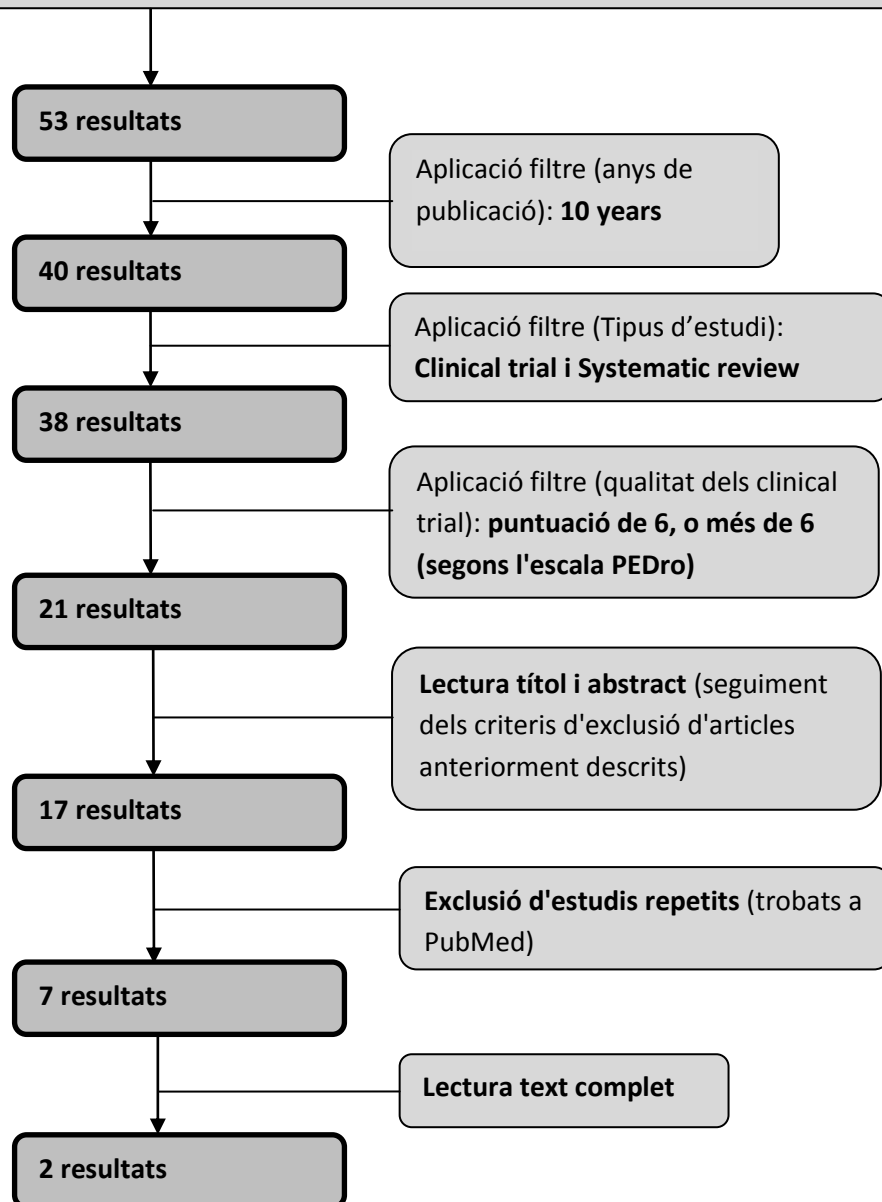 53 resultats
Aplicació filtre (anys de
publicació): 10 years
40 resultats
Aplicació filtre (Tipus d’estudi):
Clinical trial i Systematic review
38 resultats
Aplicació filtre (qualitat dels clinical
trial): puntuació de 6, o més de 6
(segons l'escala PEDro)
21 resultats
Lectura títol i abstract (seguiment
dels criteris d'exclusió d'articles
anteriorment descrits)
17 resultats
Exclusió d'estudis repetits (trobats a
PubMed)
7 resultats
Lectura text complet
2 resultats